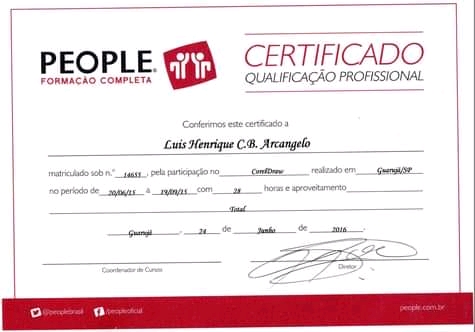 PEOPLE®
FORMAÇÃO COMPLETA
CERTIFICADO
QUALIFICAÇÃO PROFISSIONAL
Conferimos este certificado a
Luis Henrique C.B. Arcangelo
matriculado sob n.º 14655, pela participação no CorelDraw realizado em Guarujá/SP
no período de 20/06/15 a 19/09/15 com 28 horas e aproveitamento
Total
Guarujá, 24 de Junho de 2016.
Coordenador de Cursos
Diretor
@peoplebrasil /peopleoficial people.com.br